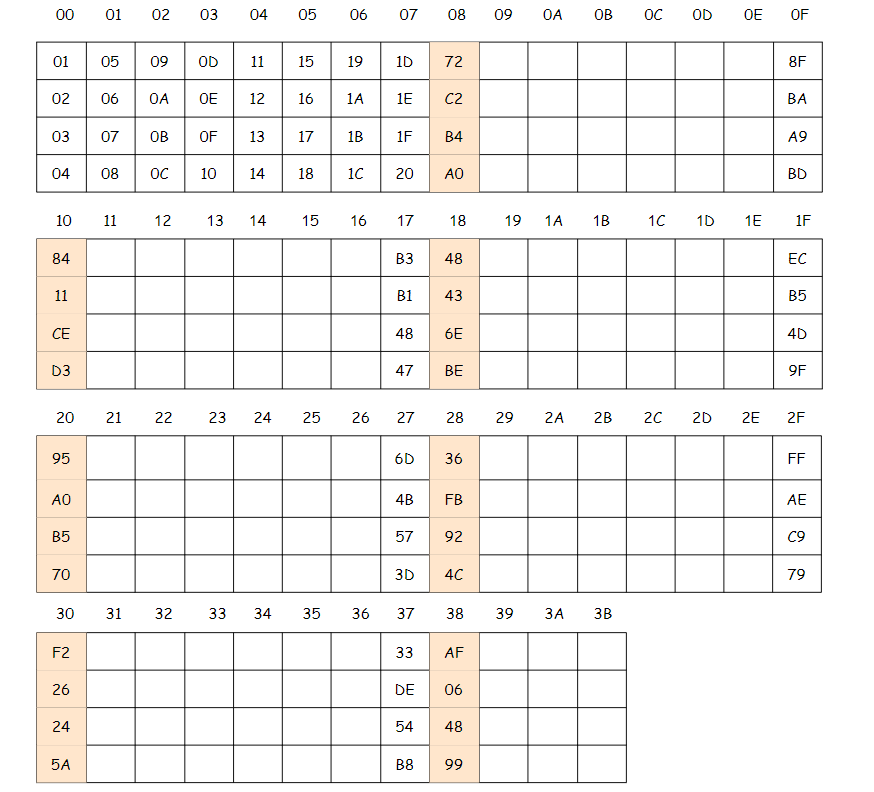 00 01 02 03 04 05 06 07 08 09 0A 0B 0C 0D 0E 0F
01 05 09 0D 11 15 19 1D 72 8F
02 06 0A 0E 12 16 1A 1E C2 BA
03 07 0B 0F 13 17 1B 1F B4 A9
04 08 0C 10 14 18 1C 20 A0 BD
10 11 12 13 14 15 16 17 18 19 1A 1B 1C 1D 1E 1F
84 B3 48 EC
11 B1 43 B5
CE 48 6E 4D
D3 47 BE 9F
20 21 22 23 24 25 26 27 28 29 2A 2B 2C 2D 2E 2F
95 6D 36 FF
A0 4B FB AE
B5 57 92 C9
70 3D 4C 79
30 31 32 33 34 35 36 37 38 39 3A 3B
F2 33 AF
26 DE 06
24 54 48
5A B8 99